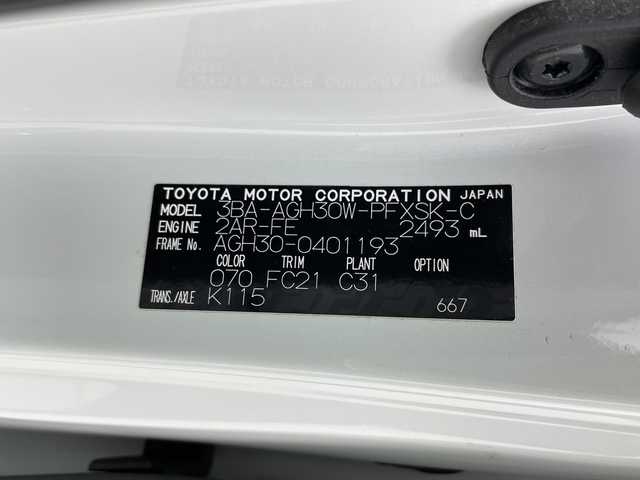 TOYOTA MOTOR CORPORATION JAPAN
MODEL 3BA-AGH30W-PFXSK-C
ENGINE 2AR-FE 2493 mL
FRAME No. AGH30-0401193
COLOR TRIM PLANT OPTION
070 FC21 C31
TRANS./AXLE K115
667